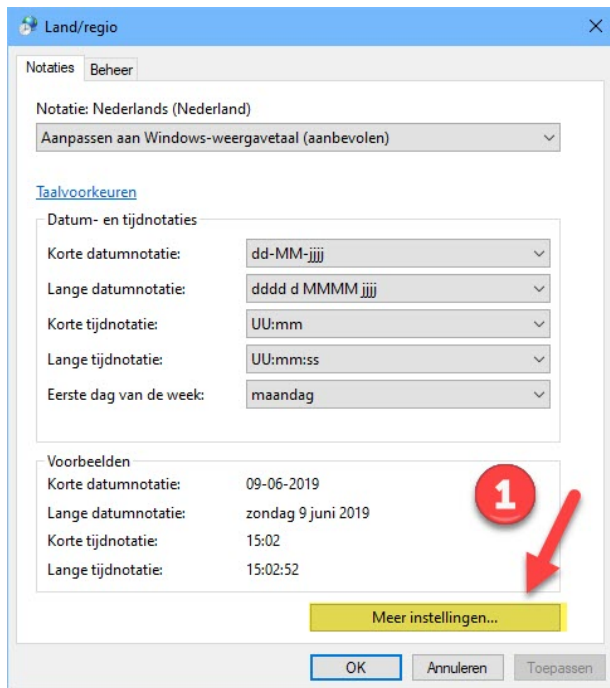 Land/regio
Notaties
Beheer
Notatie: Nederlands (Nederland)
Aanpassen aan Windows-weergavetaal (aanbevolen)
Taalvoorkeuren
Datum- en tijdnotaties
Korte datumnotatie: dd-MM-jjjj
Lange datumnotatie: dddd d MMMM jjjj
Korte tijdnotatie: UU:mm
Lange tijdnotatie: UU:mm:ss
Eerste dag van de week: maandag
Voorbeelden
Korte datumnotatie: 09-06-2019
Lange datumnotatie: zondag 9 juni 2019
Korte tijdnotatie: 15:02
Lange tijdnotatie: 15:02:52
1
Meer instellingen...
OK Annuleren Toepassen